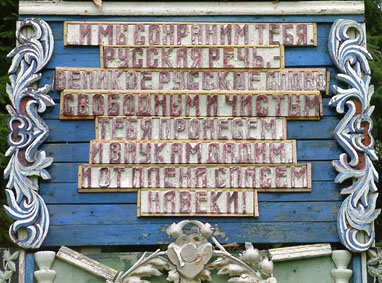 И МЫ СОХРАНИМ ТЕБЯ
РУССКАЯ РЕЧЬ -
ВЕЛИКОЕ РУССКОЕ СЛОВО
СВОБОДНЫМ И ЧИСТЫМ
ТЕБЯ ПРОНЕСЕМ
И ВНУКАМ ДАДИМ
И ОТ ПЛЕНА СПАСЕМ
НАВЕКИ!